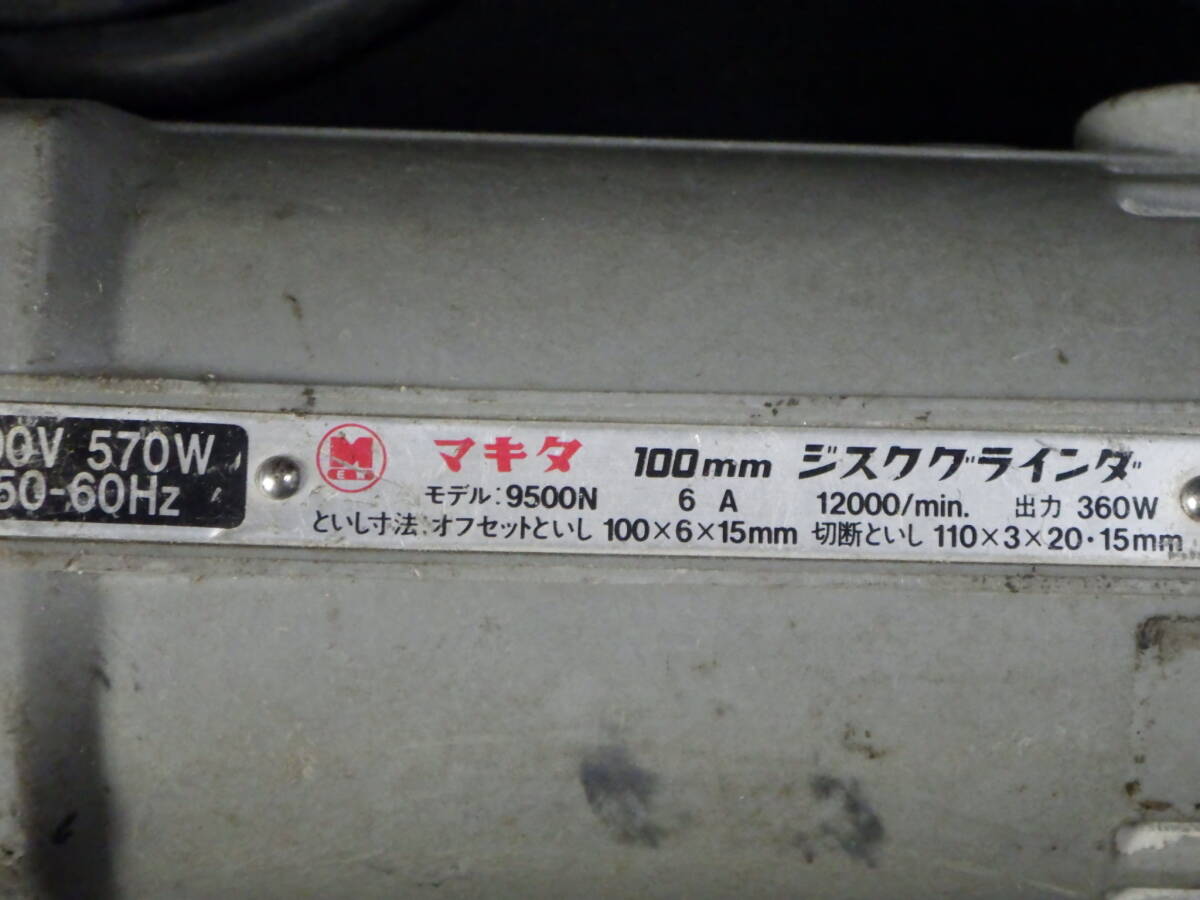 00V 570W
50-60Hz
M
マキタ 100mm ジスクグラインダ
モデル:9500N 6 A 12000/min. 出力 360W
といし寸法 オフセットといし 100×6×15mm 切断といし 110×3×20・15mm